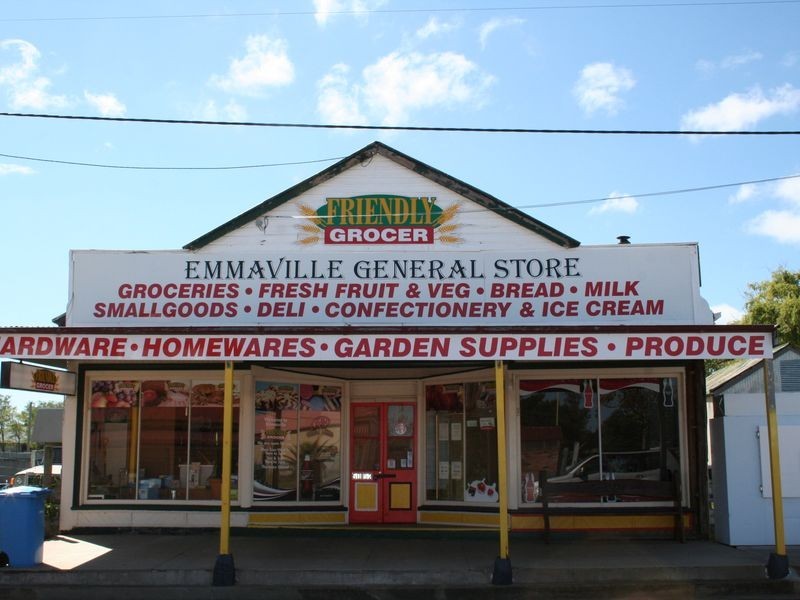 FRIENDLY
GROCER
EMMAVILLE GENERAL STORE
GROCERIES • FRESH FRUIT & VEG • BREAD • MILK
SMALLGOODS • DELI • CONFECTIONERY & ICE CREAM
ARDWARE • HOMEWARES • GARDEN SUPPLIES • PRODUCE